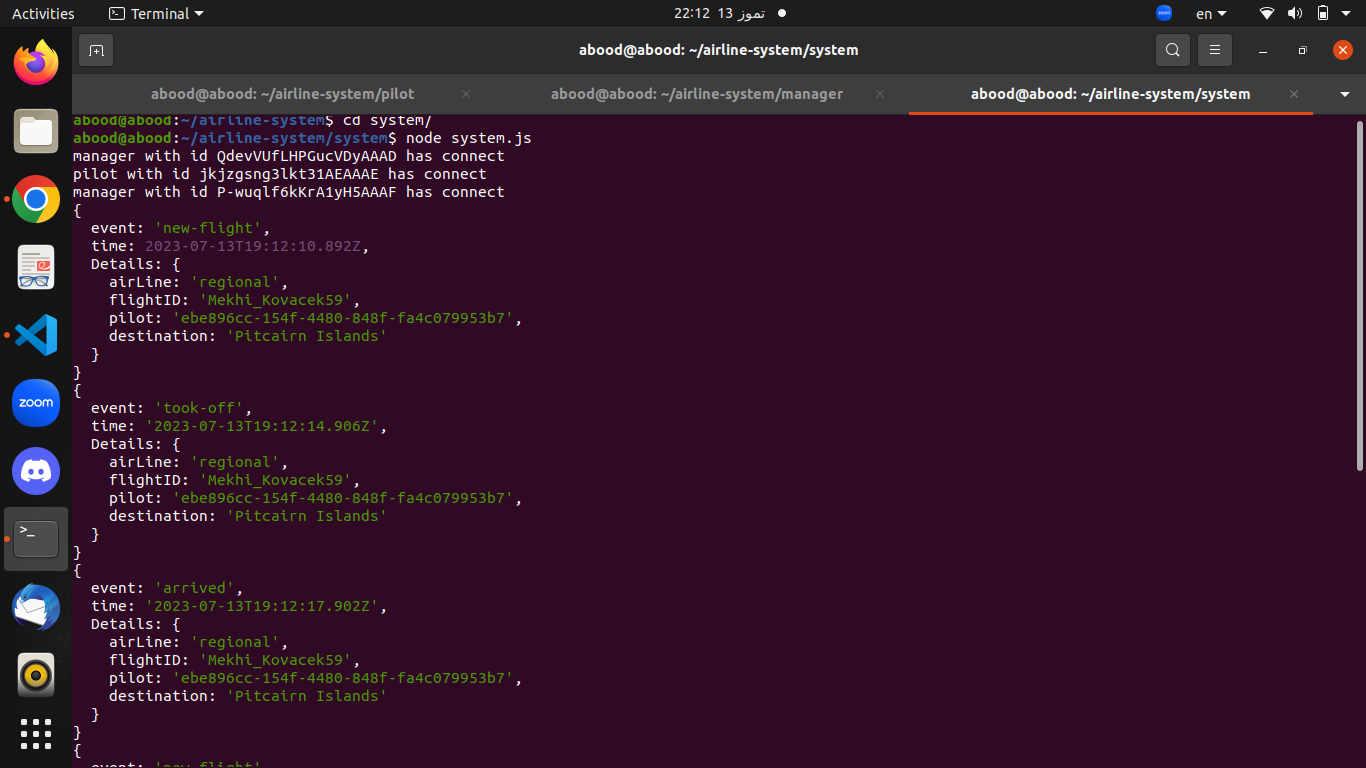 Activities
Terminal
22:12 13 تموز
zoom
en
abood@abood: ~/airline-system/system
abood@abood: ~/airline-system/pilot
abood@abood: ~/airline-system/manager
abood@abood: ~/airline-system/system
abood@abood:~/airline-system$ cd system/
abood@abood:~/airline-system/system$ node system.js
manager with id QdevVUfLHPGucVDyAAAD has connect
pilot with id jkjzgsng3lkt31AEAAAE has connect
manager with id P-wuqlf6kKrA1yH5AAAF has connect
{
  event: 'new-flight',
  time: 2023-07-13T19:12:10.892Z,
  Details: {
    airLine: 'regional',
    flightID: 'Mekhi_Kovacek59',
    pilot: 'ebe896cc-154f-4480-848f-fa4c079953b7',
    destination: 'Pitcairn Islands'
  }
}
{
  event: 'took-off',
  time: '2023-07-13T19:12:14.906Z',
  Details: {
    airLine: 'regional',
    flightID: 'Mekhi_Kovacek59',
    pilot: 'ebe896cc-154f-4480-848f-fa4c079953b7',
    destination: 'Pitcairn Islands'
  }
}
{
  event: 'arrived',
  time: '2023-07-13T19:12:17.902Z',
  Details: {
    airLine: 'regional',
    flightID: 'Mekhi_Kovacek59',
    pilot: 'ebe896cc-154f-4480-848f-fa4c079953b7',
    destination: 'Pitcairn Islands'
  }
}
{
  event: 'new-flight'
zoom